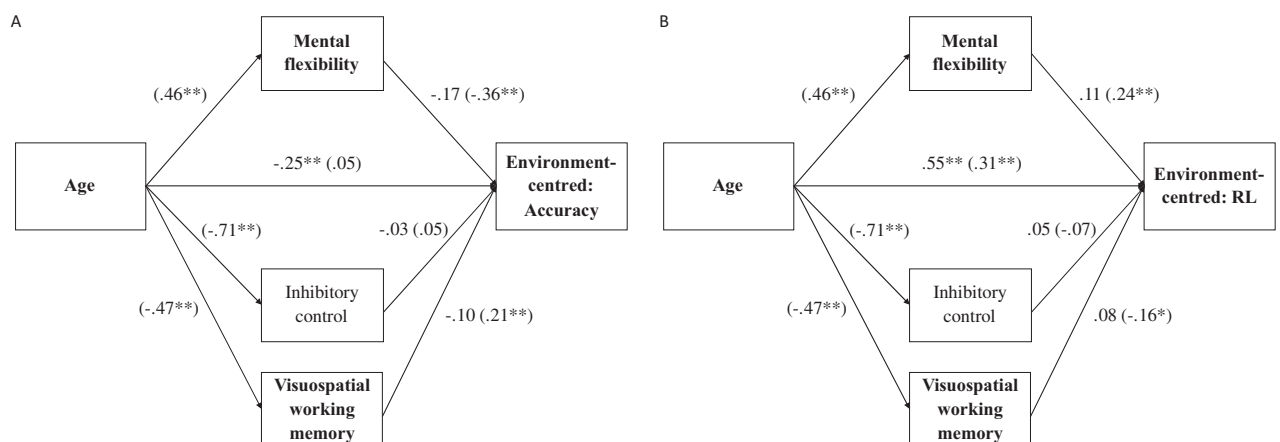 A
Mental
flexibility
(.46**)
-.17 (-.36**)
Age
-.25** (.05)
Environment-
centred:
Accuracy
(-.71**)
-.03 (.05)
Inhibitory
control
(-.47**)
-.10 (.21**)
Visuospatial
working
memory
B
Mental
flexibility
(.46**)
.11 (.24**)
Age
.55** (.31**)
Environment-
centred: RL
(-.71**)
.05 (-.07)
Inhibitory
control
(-.47**)
.08 (-.16*)
Visuospatial
working
memory